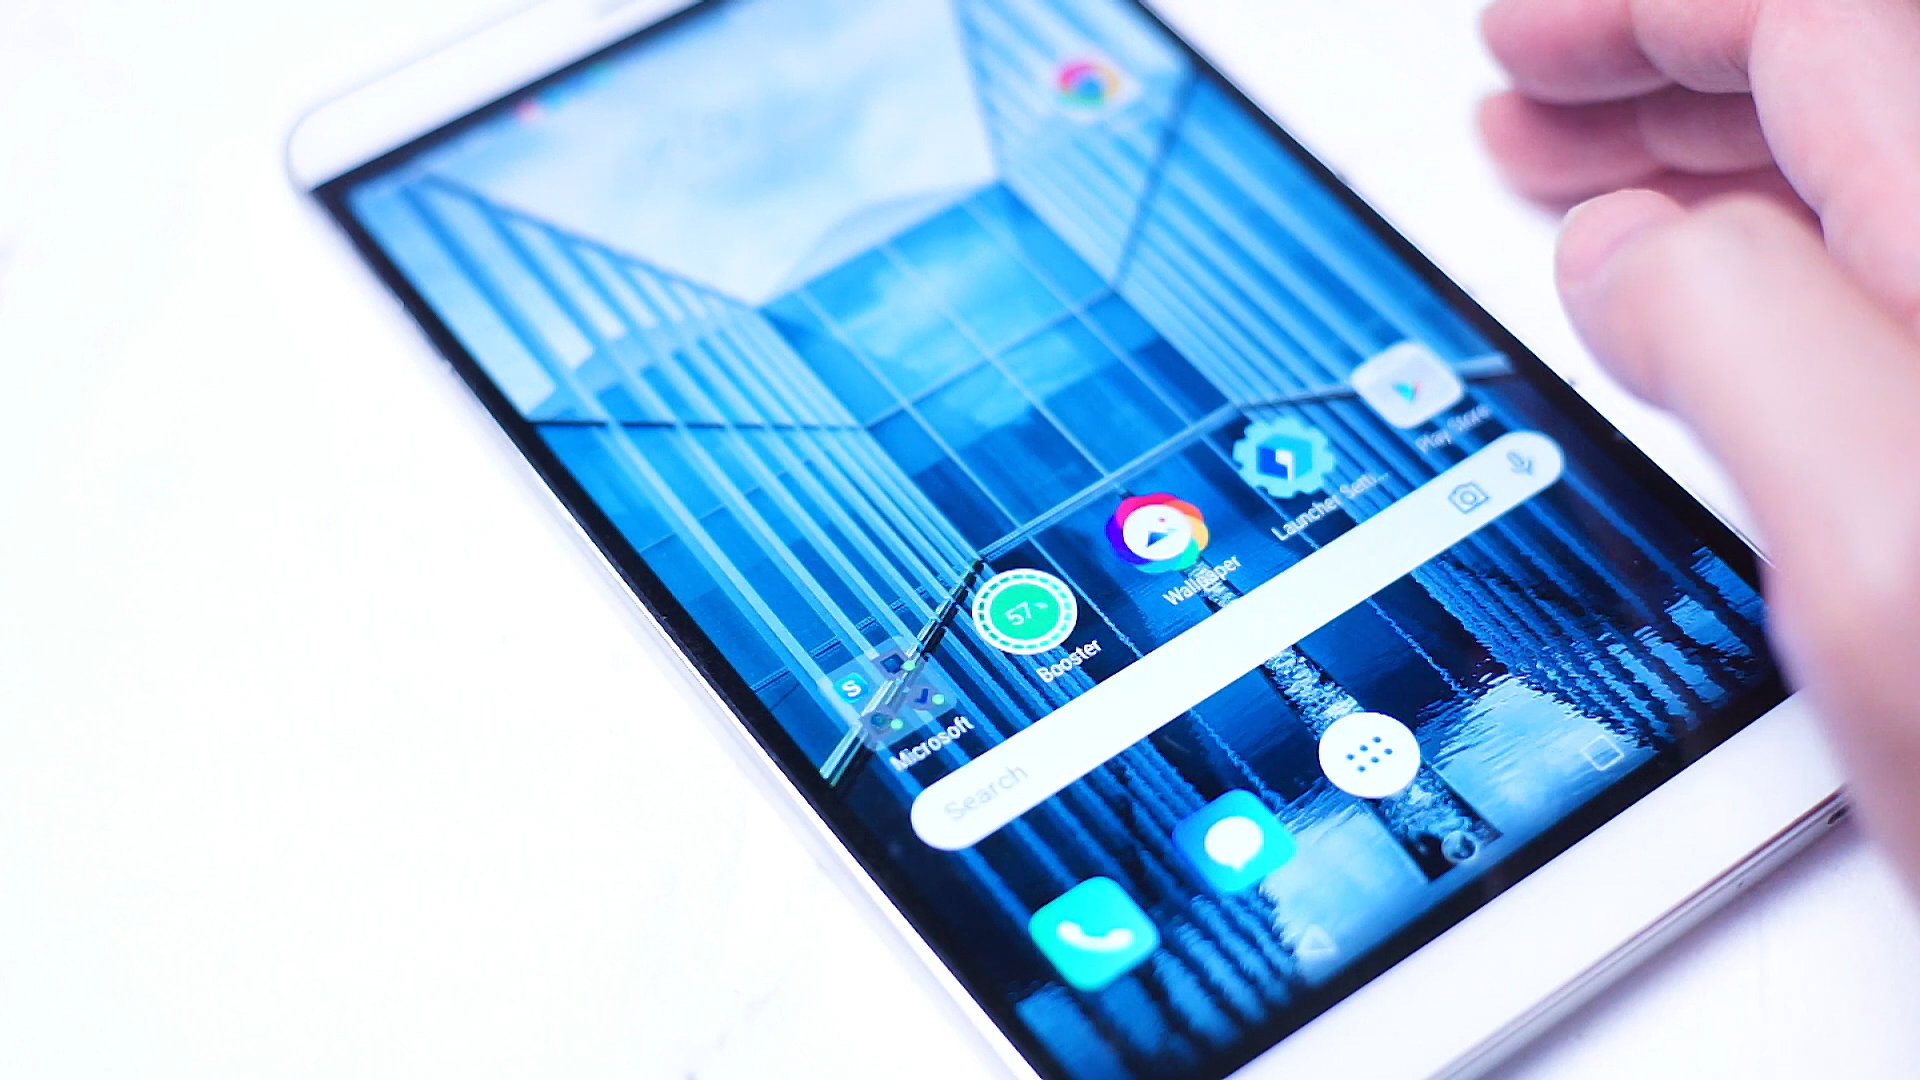 Play Store
Launcher Setti...
Wallpaper
57%
Booster
S
Microsoft
Search